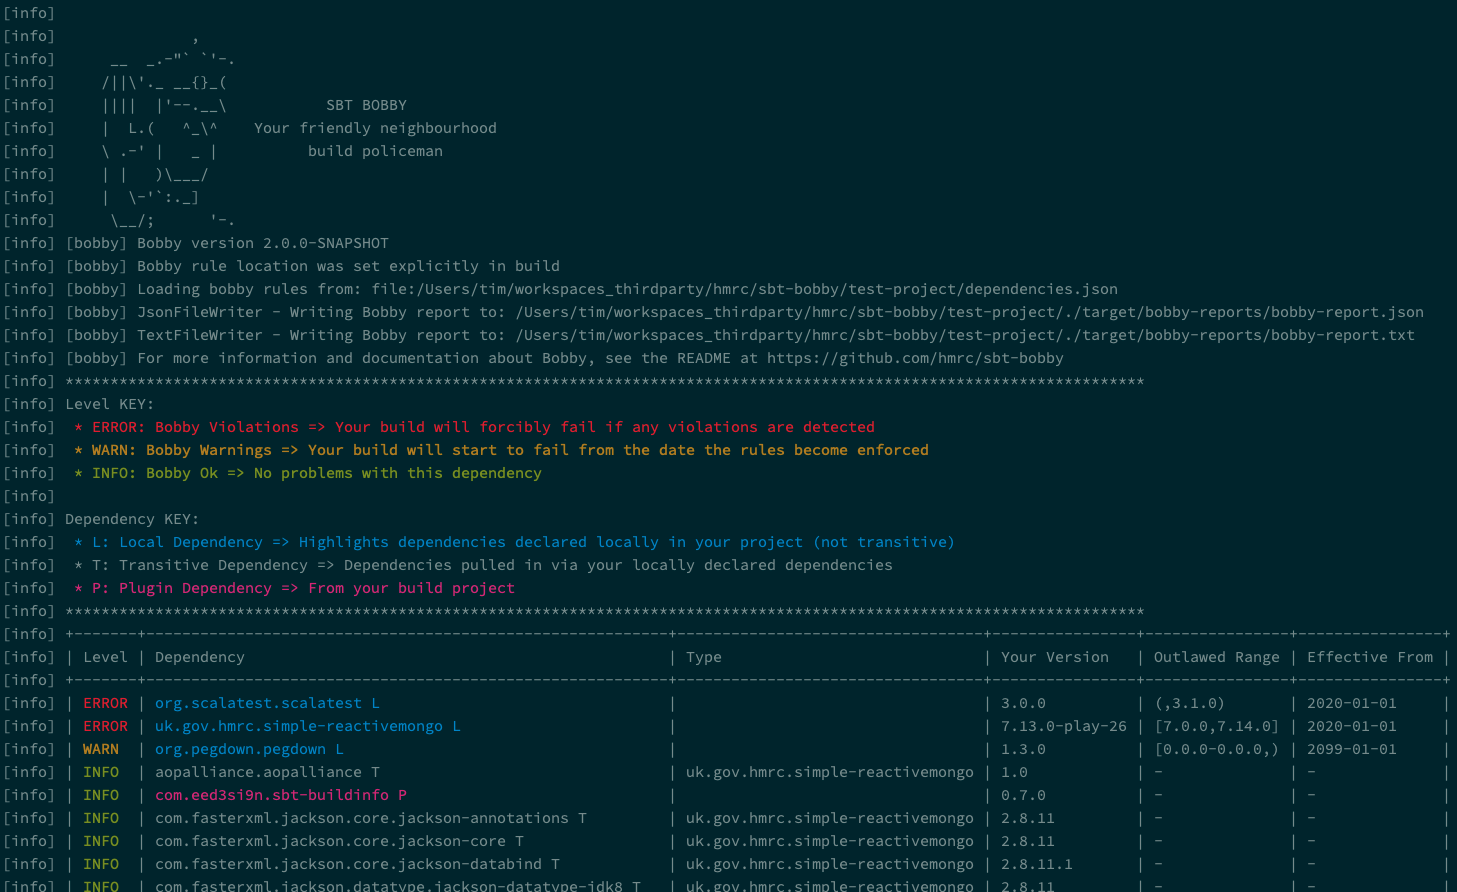 [info]
[info]               ,
[info]      __  _.-"` `'-.
[info]     /||\'._ __{}_(
[info]     ||||  |'--.__\           SBT BOBBY
[info]     |  L.(   ^_\^    Your friendly neighbourhood
[info]     \ .-' |   _ |          build policeman
[info]     | |   )\___/
[info]     |  \-'`:._]
[info]      \__/;      '-.
[info] [bobby] Bobby version 2.0.0-SNAPSHOT
[info] [bobby] Bobby rule location was set explicitly in build
[info] [bobby] Loading bobby rules from: file:/Users/tim/workspaces_thirdparty/hmrc/sbt-bobby/test-project/dependencies.json
[info] [bobby] JsonFileWriter - Writing Bobby report to: /Users/tim/workspaces_thirdparty/hmrc/sbt-bobby/test-project/./target/bobby-reports/bobby-report.json
[info] [bobby] TextFileWriter - Writing Bobby report to: /Users/tim/workspaces_thirdparty/hmrc/sbt-bobby/test-project/./target/bobby-reports/bobby-report.txt
[info] [bobby] For more information and documentation about Bobby, see the README at https://github.com/hmrc/sbt-bobby
[info] ************************************************************************************************************************
[info] Level KEY:
[info]  * ERROR: Bobby Violations => Your build will forcibly fail if any violations are detected
[info]  * WARN: Bobby Warnings => Your build will start to fail from the date the rules become enforced
[info]  * INFO: Bobby Ok => No problems with this dependency
[info]
[info] Dependency KEY:
[info]  * L: Local Dependency => Highlights dependencies declared locally in your project (not transitive)
[info]  * T: Transitive Dependency => Dependencies pulled in via your locally declared dependencies
[info]  * P: Plugin Dependency => From your build project
[info] ************************************************************************************************************************
[info] +-------+----------------------------------------------------------+----------------------------------+----------------+----------------+----------------+
[info] | Level | Dependency                                               | Type                             | Your Version   | Outlawed Range | Effective From |
[info] +-------+----------------------------------------------------------+----------------------------------+----------------+----------------+----------------+
[info] | ERROR | org.scalatest.scalatest L                                |                                  | 3.0.0          | (,3.1.0)       | 2020-01-01     |
[info] | ERROR | uk.gov.hmrc.simple-reactivemongo L                       |                                  | 7.13.0-play-26 | [7.0.0,7.14.0] | 2020-01-01     |
[info] | WARN  | org.pegdown.pegdown L                                    |                                  | 1.3.0          | [0.0.0-0.0.0,) | 2099-01-01     |
[info] | INFO  | aopalliance.aopalliance T                                | uk.gov.hmrc.simple-reactivemongo | 1.0            | -              | -              |
[info] | INFO  | com.eed3si9n.sbt-buildinfo P                             |                                  | 0.7.0          | -              | -              |
[info] | INFO  | com.fasterxml.jackson.core.jackson-annotations T         | uk.gov.hmrc.simple-reactivemongo | 2.8.11         | -              | -              |
[info] | INFO  | com.fasterxml.jackson.core.jackson-core T                | uk.gov.hmrc.simple-reactivemongo | 2.8.11         | -              | -              |
[info] | INFO  | com.fasterxml.jackson.core.jackson-databind T            | uk.gov.hmrc.simple-reactivemongo | 2.8.11.1       | -              | -              |
[info] | INFO  | com.fasterxml.jackson.datatype.jackson-datatype-jdk8 T   | uk.gov.hmrc.simple-reactivemongo | 2.8.11         | -              | -              |